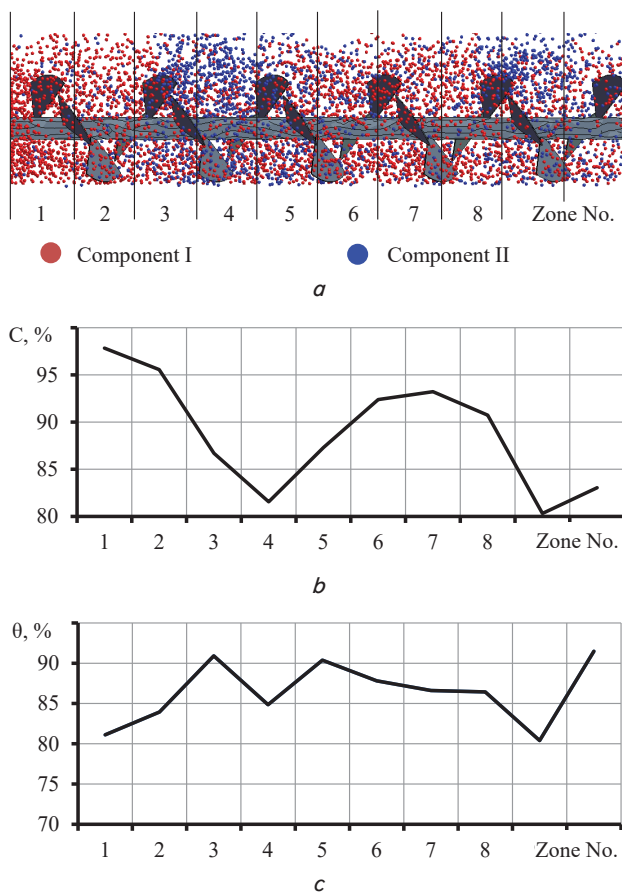 1 2 3 4 5 6 7 8 Zone No.
Component I Component II
a
C, %
95
90
85
80
1 2 3 4 5 6 7 8 Zone No.
b
θ, %
90
85
80
75
70
1 2 3 4 5 6 7 8 Zone No.
c